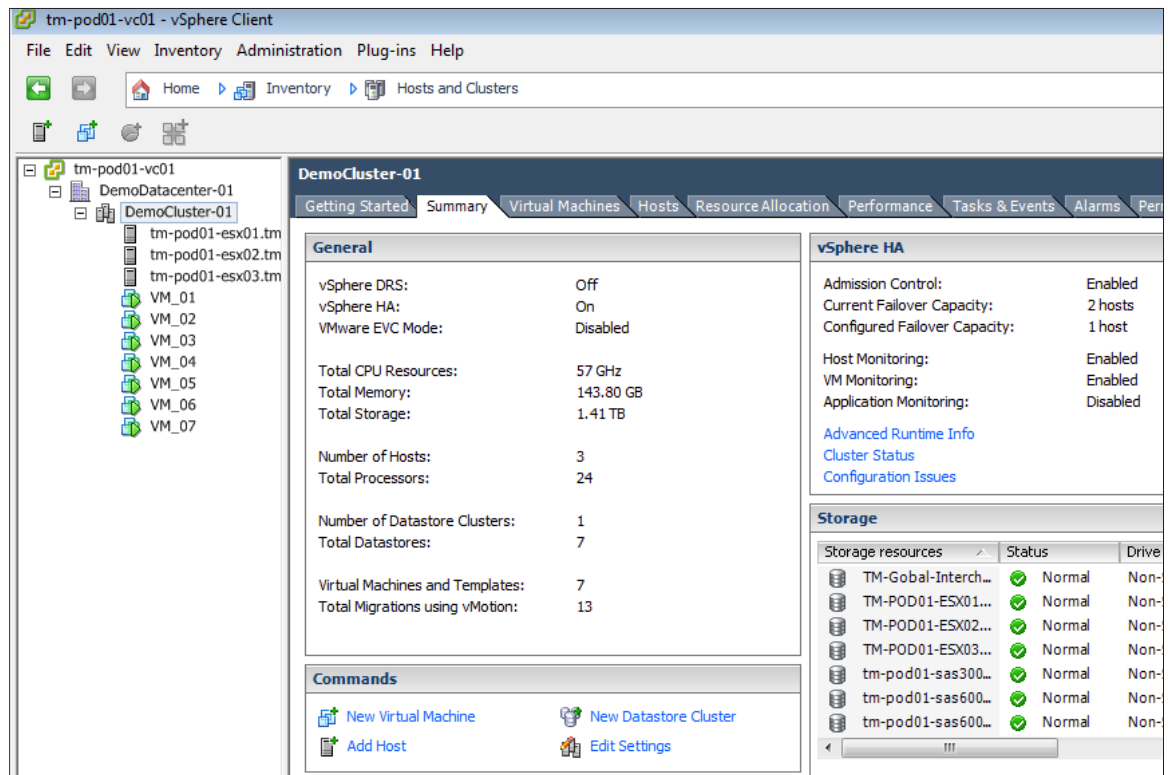 tm-pod01-vc01 - vSphere Client
File Edit View Inventory Administration Plug-ins Help
Home Inventory Hosts and Clusters
tm-pod01-vc01
DemoDatacenter-01
DemoCluster-01
tm-pod01-esx01.tm
tm-pod01-esx02.tm
tm-pod01-esx03.tm
VM_01
VM_02
VM_03
VM_04
VM_05
VM_06
VM_07
DemoCluster-01
Getting Started Summary Virtual Machines Hosts Resource Allocation Performance Tasks & Events Alarms Perr
General
vSphere DRS: Off
vSphere HA: On
VMware EVC Mode: Disabled
Total CPU Resources: 57 GHz
Total Memory: 143.80 GB
Total Storage: 1.41 TB
Number of Hosts: 3
Total Processors: 24
Number of Datastore Clusters: 1
Total Datastores: 7
Virtual Machines and Templates: 7
Total Migrations using vMotion: 13
Commands
New Virtual Machine New Datastore Cluster
Add Host Edit Settings
vSphere HA
Admission Control: Enabled
Current Failover Capacity: 2 hosts
Configured Failover Capacity: 1 host
Host Monitoring: Enabled
VM Monitoring: Enabled
Application Monitoring: Disabled
Advanced Runtime Info
Cluster Status
Configuration Issues
Storage
Storage resources Status Drive
TM-Gobal-Interch... Normal Non-
TM-POD01-ESX01... Normal Non-
TM-POD01-ESX02... Normal Non-
TM-POD01-ESX03... Normal Non-
tm-pod01-sas300... Normal Non-
tm-pod01-sas600... Normal Non-
tm-pod01-sas600... Normal Non-